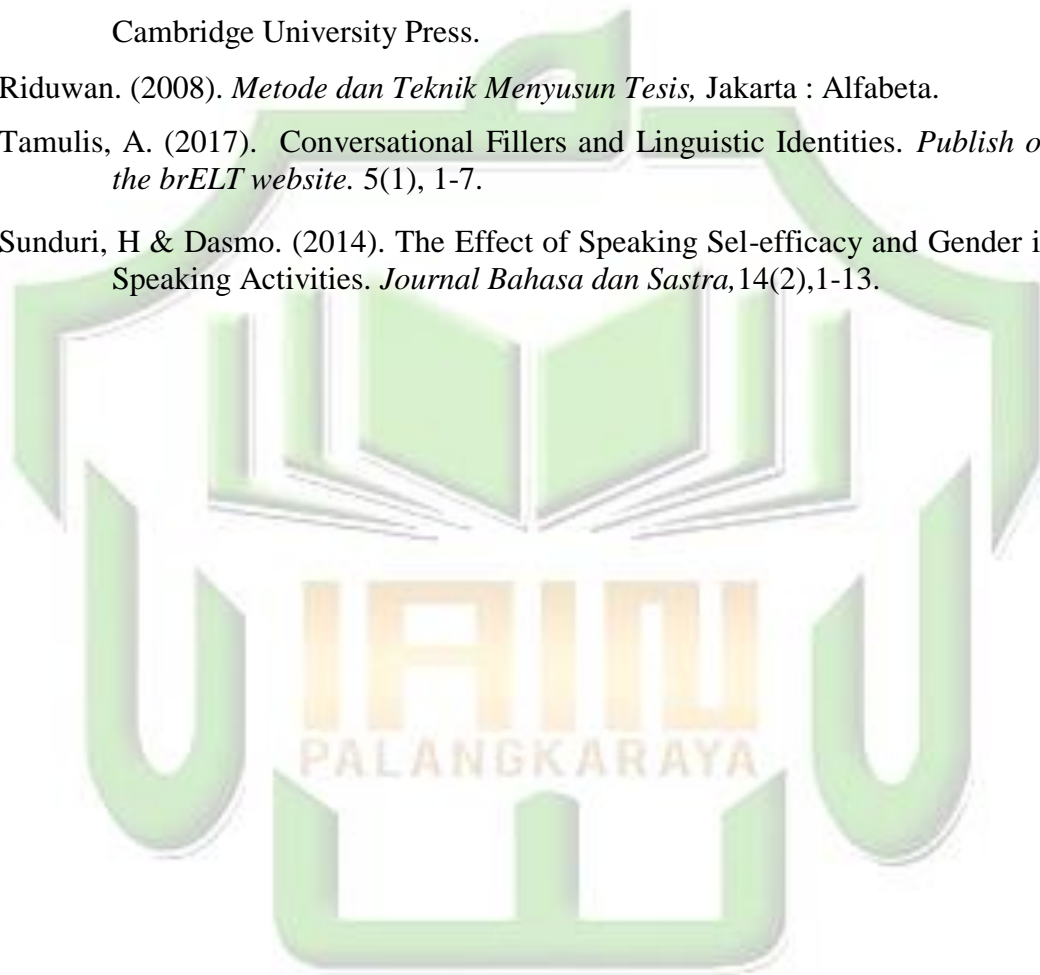 Cambridge University Press.
Riduwan. (2008). Metode dan Teknik Menyusun Tesis, Jakarta : Alfabeta.
Tamulis, A. (2017). Conversational Fillers and Linguistic Identities. Publish o
the brELT website. 5(1), 1-7.
Sunduri, H & Dasmo. (2014). The Effect of Speaking Sel-efficacy and Gender i
Speaking Activities. Journal Bahasa dan Sastra,14(2),1-13.
IAIN
PALANGKARAYA